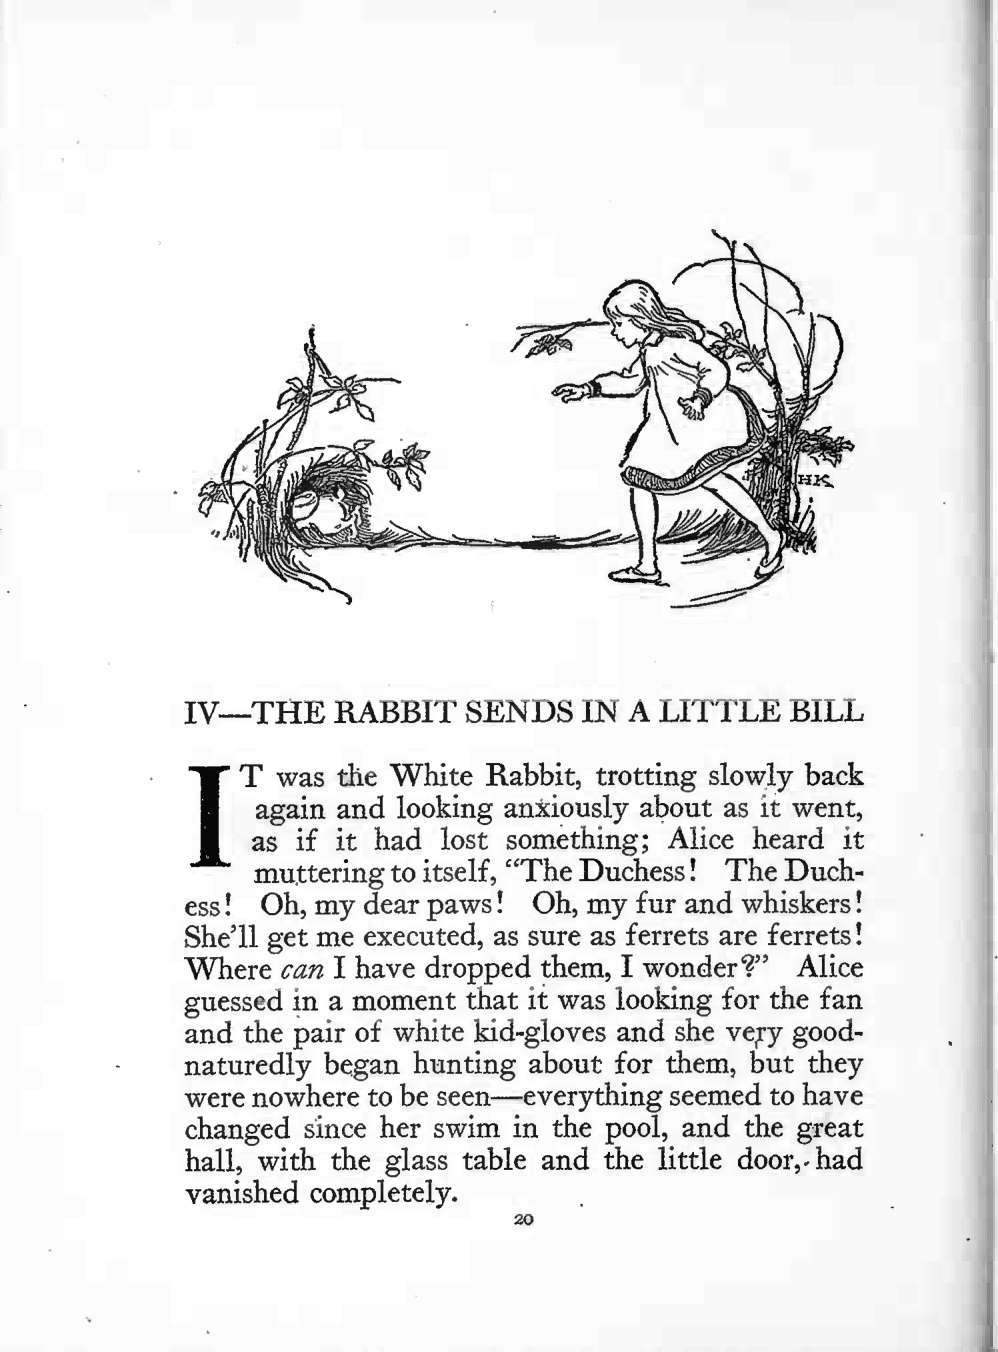 HK
IV—THE RABBIT SENDS IN A LITTLE BILL
IT was the White Rabbit, trotting slowly back
again and looking anxiously about as it went,
as if it had lost something; Alice heard it
muttering to itself, “The Duchess! The Duch-
ess! Oh, my dear paws! Oh, my fur and whiskers!
She’ll get me executed, as sure as ferrets are ferrets!
Where can I have dropped them, I wonder?” Alice
guessed in a moment that it was looking for the fan
and the pair of white kid-gloves and she very good-
naturedly began hunting about for them, but they
were nowhere to be seen—everything seemed to have
changed since her swim in the pool, and the great
hall, with the glass table and the little door, had
vanished completely.
20